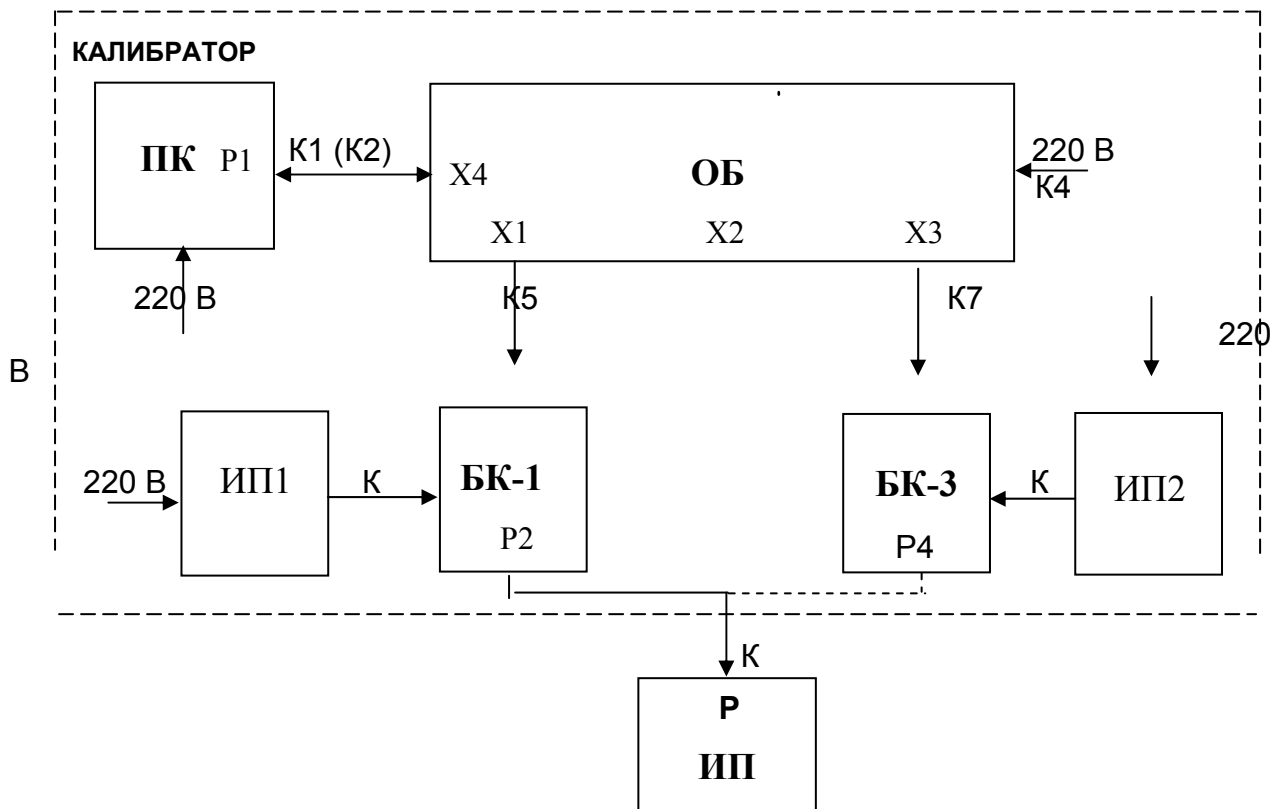 КАЛИБРАТОР
ПК Р1
К1 (К2)
Х4
ОБ
220 В
К4
Х1 Х2 Х3
220 В
К5
К7
220
В
220 В
ИП1
К
БК-1
Р2
БК-3
Р4
К
ИП2
К
Р
ИП